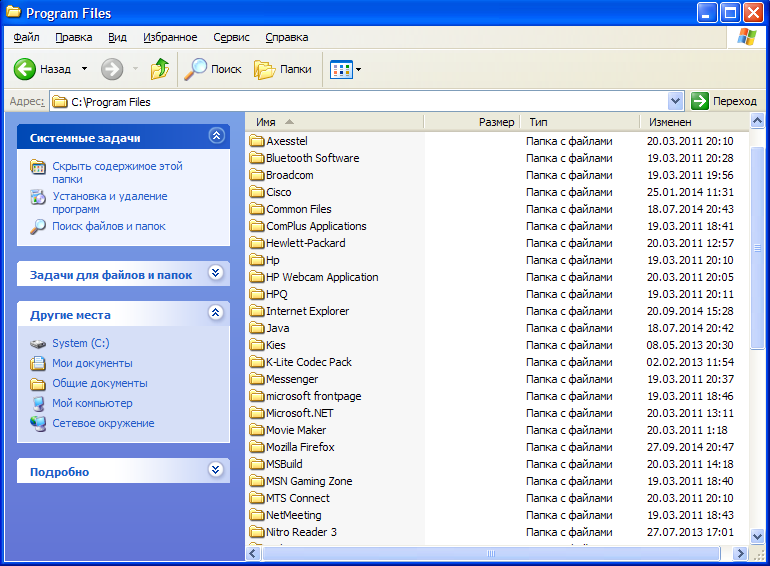 Program Files
Файл Правка Вид Избранное Сервис Справка
Назад Поиск Папки
Адрес: C:\Program Files Переход
Системные задачи
Скрыть содержимое этой
папки
Установка и удаление
программ
Поиск файлов и папок
Задачи для файлов и папок
Другие места
System (C:)
Мои документы
Общие документы
Мой компьютер
Сетевое окружение
Подробно
Имя Размер Тип Изменен
Axesstel Папка с файлами 20.03.2011 20:10
Bluetooth Software Папка с файлами 19.03.2011 20:28
Broadcom Папка с файлами 19.03.2011 19:56
Cisco Папка с файлами 25.01.2014 11:31
Common Files Папка с файлами 18.07.2014 20:43
ComPlus Applications Папка с файлами 19.03.2011 18:41
Hewlett-Packard Папка с файлами 20.03.2011 12:57
Hp Папка с файлами 19.03.2011 20:10
HP Webcam Application Папка с файлами 20.03.2011 20:05
HPQ Папка с файлами 19.03.2011 20:11
Internet Explorer Папка с файлами 20.09.2014 15:28
Java Папка с файлами 18.07.2014 20:42
Kies Папка с файлами 08.05.2013 20:30
K-Lite Codec Pack Папка с файлами 02.02.2013 11:54
Messenger Папка с файлами 19.03.2011 20:37
microsoft frontpage Папка с файлами 19.03.2011 18:46
Microsoft.NET Папка с файлами 20.03.2011 13:11
Movie Maker Папка с файлами 20.03.2011 1:18
Mozilla Firefox Папка с файлами 27.09.2014 20:47
MSBuild Папка с файлами 20.03.2011 14:18
MSN Gaming Zone Папка с файлами 19.03.2011 18:40
MTS Connect Папка с файлами 20.03.2011 20:10
NetMeeting Папка с файлами 19.03.2011 18:43
Nitro Reader 3 Папка с файлами 27.07.2013 17:01